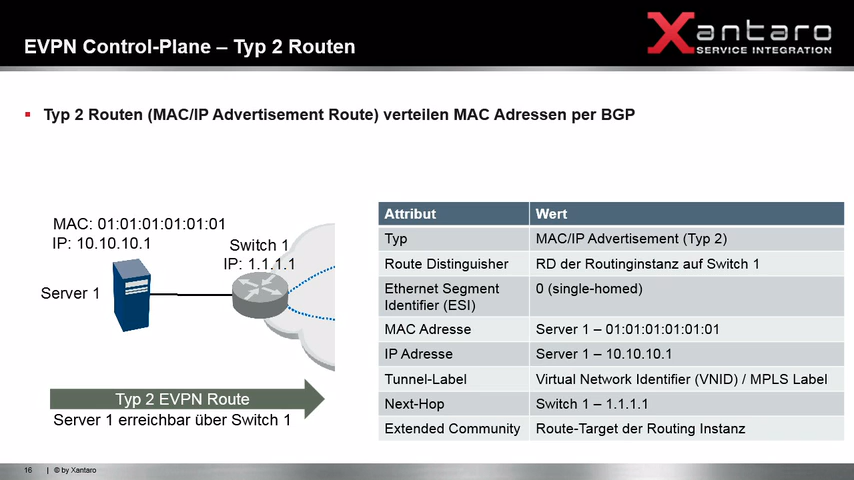 EVPN Control-Plane – Typ 2 Routen
Xantaro
SERVICE INTEGRATION
Typ 2 Routen (MAC/IP Advertisement Route) verteilen MAC Adressen per BGP
MAC: 01:01:01:01:01:01
IP: 10.10.10.1
Switch 1
IP: 1.1.1.1
Server 1
Typ 2 EVPN Route
Server 1 erreichbar über Switch 1
Attribut Wert
Typ MAC/IP Advertisement (Typ 2)
Route Distinguisher RD der Routinginstanz auf Switch 1
Ethernet Segment 0 (single-homed)
Identifier (ESI)
MAC Adresse Server 1 – 01:01:01:01:01:01
IP Adresse Server 1 – 10.10.10.1
Tunnel-Label Virtual Network Identifier (VNID) / MPLS Label
Next-Hop Switch 1 – 1.1.1.1
Extended Community Route-Target der Routing Instanz
16 | © by Xantaro